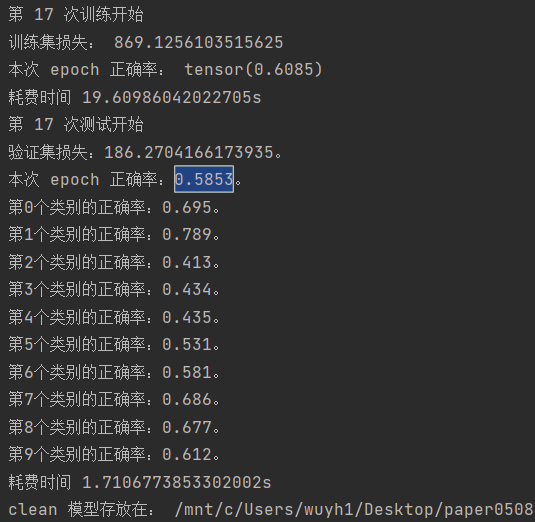 第 17 次训练开始
训练集损失： 869.1256103515625
本次 epoch 正确率： tensor(0.6085)
耗费时间 19.60986042022705s
第 17 次测试开始
验证集损失：186.2704166173935。
本次 epoch 正确率：0.5853。
第0个类别的正确率：0.695。
第1个类别的正确率：0.789。
第2个类别的正确率：0.413。
第3个类别的正确率：0.434。
第4个类别的正确率：0.435。
第5个类别的正确率：0.531。
第6个类别的正确率：0.581。
第7个类别的正确率：0.686。
第8个类别的正确率：0.677。
第9个类别的正确率：0.612。
耗费时间 1.7106773853302002s
clean 模型存放在： /mnt/c/Users/wuyh1/Desktop/paper0508